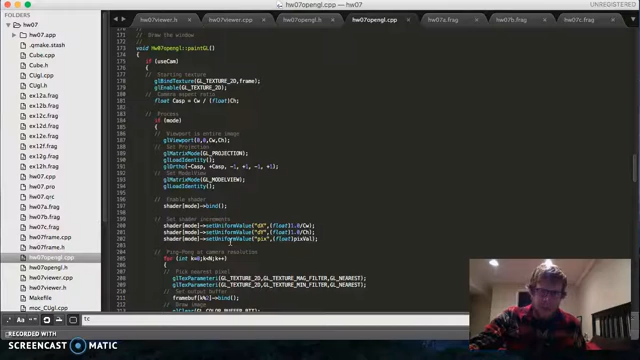 hw07opengl.cpp — hw07
UNREGISTERED
FOLDERS
hw07viewer.h
hw07viewer.cpp
hw07opengl.h
hw07opengl.cpp
hw07a.frag
hw07b.frag
hw07c.frag
hw07
app
.qmake.stash
Cube.cpp
Cube.h
CUgl.cpp
CUgl.h
ex12a.frag
ex12b.frag
ex12c.frag
ex12d.frag
ex12e.frag
ex12f.frag
ex12g.frag
ex12h.frag
hw07.pro
hw07.qrc
hw07a.frag
hw07b.frag
hw07c.frag
hw07frame.cpp
hw07frame.h
hw07opengl.cpp
hw07opengl.h
hw07viewer.cpp
hw07viewer.h
Makefile
moc_CUgl.cpp
// Draw the window
//
void Hw07opengl::paintGL()
{
if (useCam)
{
// Starting texture
glBindTexture(GL_TEXTURE_2D,frame);
glEnable(GL_TEXTURE_2D);
// Camera aspect ratio
float Casp = Cw / (float)Ch;
// Process
if (mode)
{
// Viewport is entire image
glViewport(0,0,Cw,Ch);
// Set Projection
glMatrixMode(GL_PROJECTION);
glLoadIdentity();
glOrtho(-Casp, +Casp, -1, +1, -1, +1);
glMatrixMode(GL_MODELVIEW);
glLoadIdentity();
// Enable shader
shader[mode]->bind();
// Set shader increments
shader[mode]->setUniformValue("dX",(float)1.0/Cw);
shader[mode]->setUniformValue("dY",(float)1.0/Ch);
shader[mode]->setUniformValue("pix",(float)pixVal);
// Ping-Pong at camera resolution
for (int k=0;k<N;k++)
{
// Pick nearest pixel
glTexParameteri(GL_TEXTURE_2D,GL_TEXTURE_MAG_FILTER,GL_NEAREST);
glTexParameteri(GL_TEXTURE_2D,GL_TEXTURE_MIN_FILTER,GL_NEAREST);
// Set output buffer
framebuf[k%2]->bind();
// Draw image
Aa
tc
RECORDED WITH
SCREENCAST MATIC